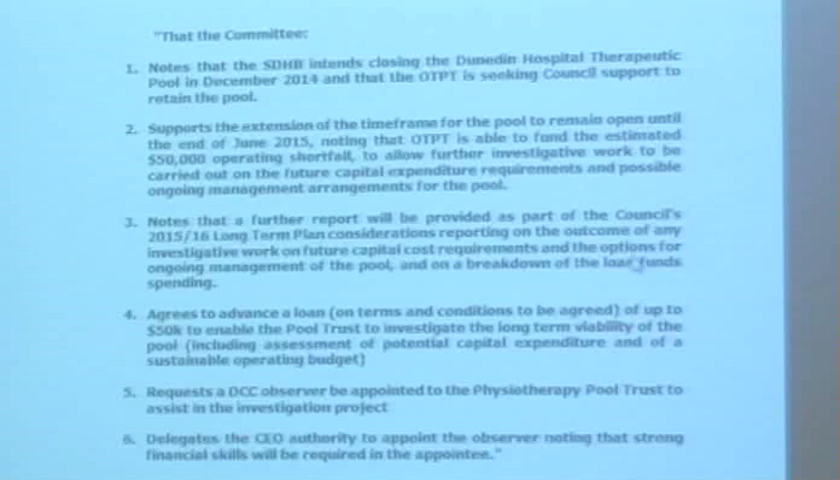 "That the Committee:
1. Notes that the SDHB intends closing the Dunedin Hospital Therapeutic
Pool in December 2014 and that the OTPT is seeking Council support to
retain the pool.
2. Supports the extension of the timeframe for the pool to remain open until
the end of June 2015, noting that OTPT is able to fund the estimated
$50,000 operating shortfall, to allow further investigative work to be
carried out on the future capital expenditure requirements and possible
ongoing management arrangements for the pool.
3. Notes that a further report will be provided as part of the Council's
2015/16 Long Term Plan considerations reporting on the outcome of any
investigative work on future capital cost requirements and the options for
ongoing management of the pool, and on a breakdown of the loan funds
spending.
4. Agrees to advance a loan (on terms and conditions to be agreed) of up to
$50k to enable the Pool Trust to investigate the long term viability of the
pool (including assessment of potential capital expenditure and of a
sustainable operating budget)
5. Requests a DCC observer be appointed to the Physiotherapy Pool Trust to
assist in the investigation project
6. Delegates the CEO authority to appoint the observer noting that strong
financial skills will be required in the appointee."